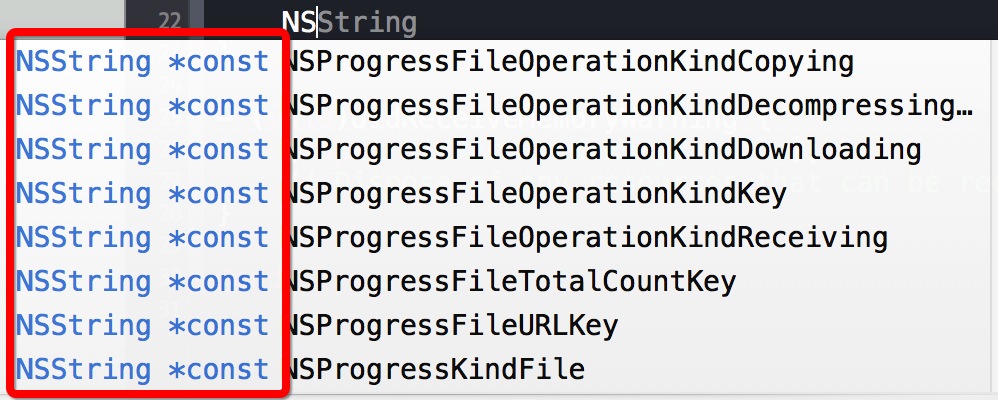 22 NSString
NSString *const NSProgressFileOperationKindCopying
NSString *const NSProgressFileOperationKindDecompressing…
NSString *const NSProgressFileOperationKindDownloading
NSString *const NSProgressFileOperationKindKey
NSString *const NSProgressFileOperationKindReceiving
NSString *const NSProgressFileTotalCountKey
NSString *const NSProgressFileURLKey
NSString *const NSProgressKindFile